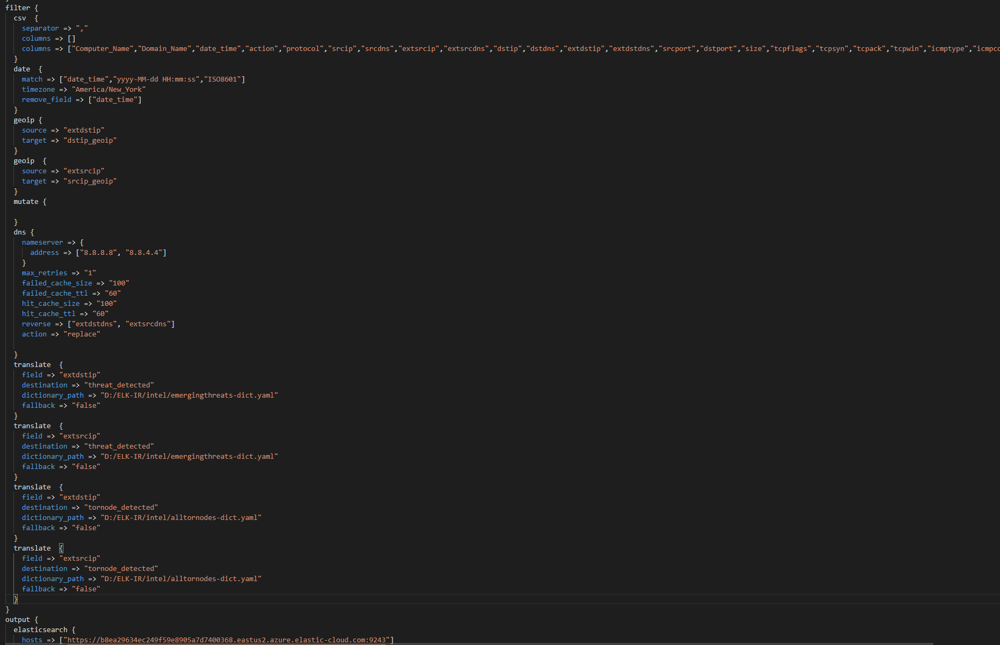 filter {
csv  {
separator => ","
columns => []
columns => ["Computer_Name","Domain_Name","date_time","action","protocol","srcip","srcdns","extsrcip","extsrcdns","dstip","dstdns","extdstip","extdstdns","srcport","dstport","size","tcpflags","tcpsyn","tcpack","tcpwin","icmptype","icmpcc
}
date  {
match => ["date_time","yyyy-MM-dd HH:mm:ss","ISO8601"]
timezone => "America/New_York"
remove_field => ["date_time"]
}
geoip {
source => "extdstip"
target => "dstip_geoip"
}
geoip  {
source => "extsrcip"
target => "srcip_geoip"
}
mutate {
}
dns {
nameserver => {
address => ["8.8.8.8", "8.8.4.4"]
}
max_retries => "1"
failed_cache_size => "100"
failed_cache_ttl => "60"
hit_cache_size => "100"
hit_cache_ttl => "60"
reverse => ["extdstdns", "extsrcdns"]
action => "replace"
}
translate  {
field => "extdstip"
destination => "threat_detected"
dictionary_path => "D:/ELK-IR/intel/emergingthreats-dict.yaml"
fallback => "false"
}
translate  {
field => "extsrcip"
destination => "threat_detected"
dictionary_path => "D:/ELK-IR/intel/emergingthreats-dict.yaml"
fallback => "false"
}
translate  {
field => "extdstip"
destination => "tornode_detected"
dictionary_path => "D:/ELK-IR/intel/alltornodes-dict.yaml"
fallback => "false"
}
translate  {
field => "extsrcip"
destination => "tornode_detected"
dictionary_path => "D:/ELK-IR/intel/alltornodes-dict.yaml"
fallback => "false"
}
}
output {
elasticsearch {
hosts => ["https://b8ea29634ec249f59e8905a7d7400368.eastus2.azure.elastic-cloud.com:9243"]